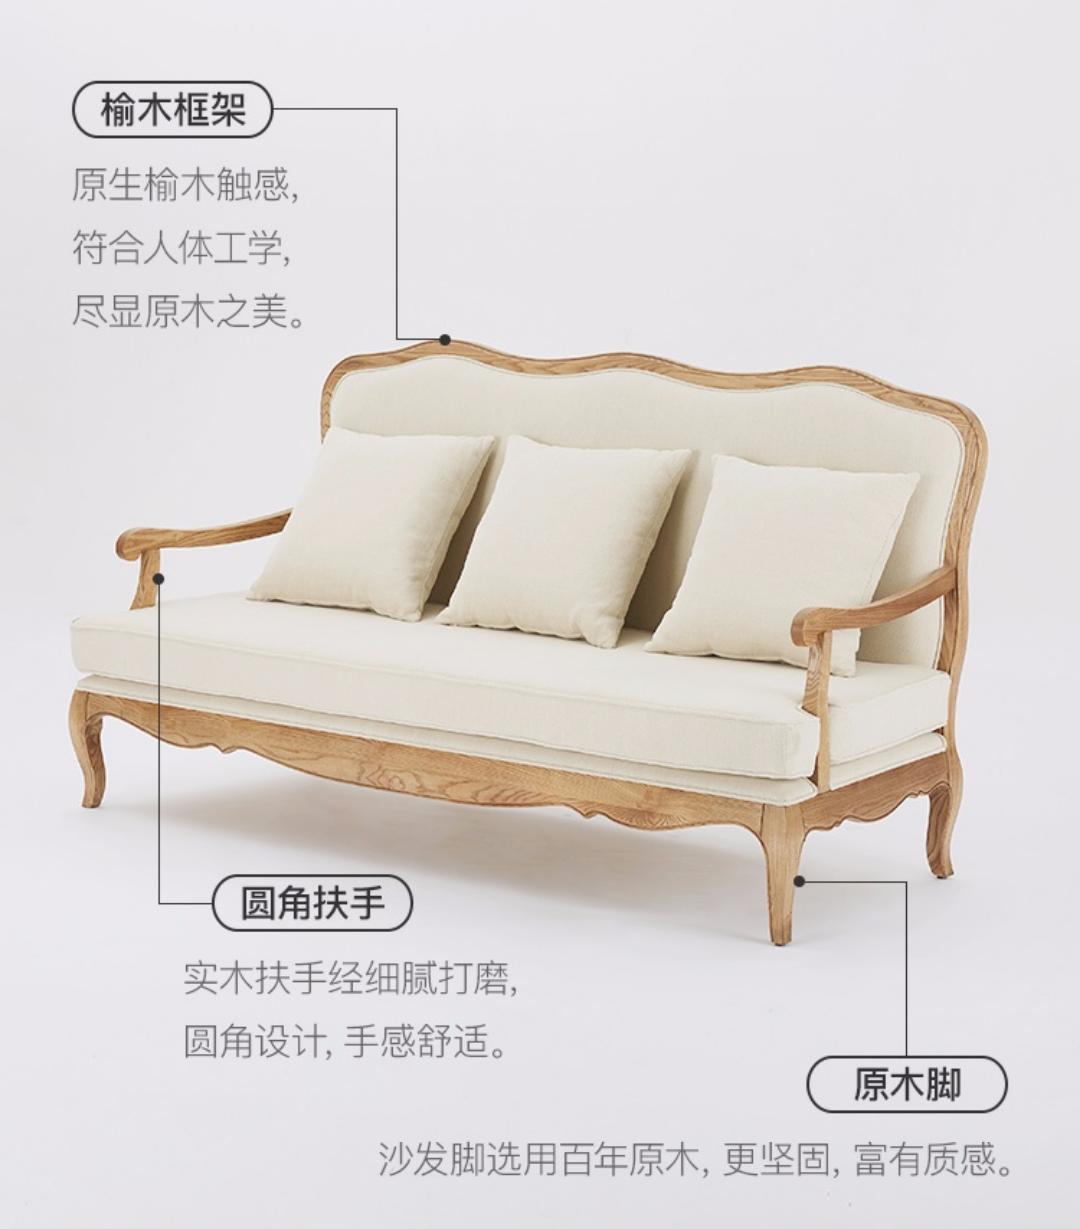 榆木框架
原生榆木触感,
符合人体工学,
尽显原木之美。
圆角扶手
实木扶手经细腻打磨,
圆角设计, 手感舒适。
原木脚
沙发脚选用百年原木, 更坚固, 富有质感。